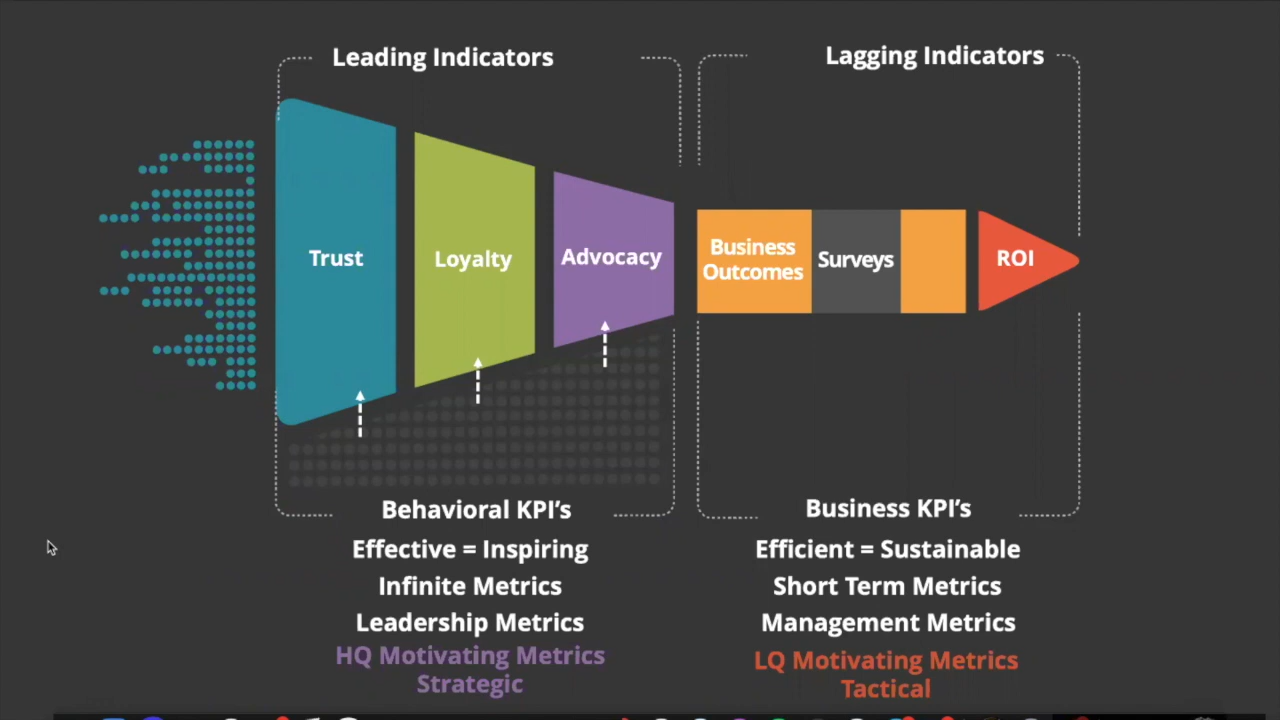 Leading Indicators
Lagging Indicators
Trust
Loyalty
Advocacy
Business
Outcomes
Surveys
ROI
Behavioral KPI’s
Effective = Inspiring
Infinite Metrics
Leadership Metrics
HQ Motivating Metrics
Strategic
Business KPI’s
Efficient = Sustainable
Short Term Metrics
Management Metrics
LQ Motivating Metrics
Tactical